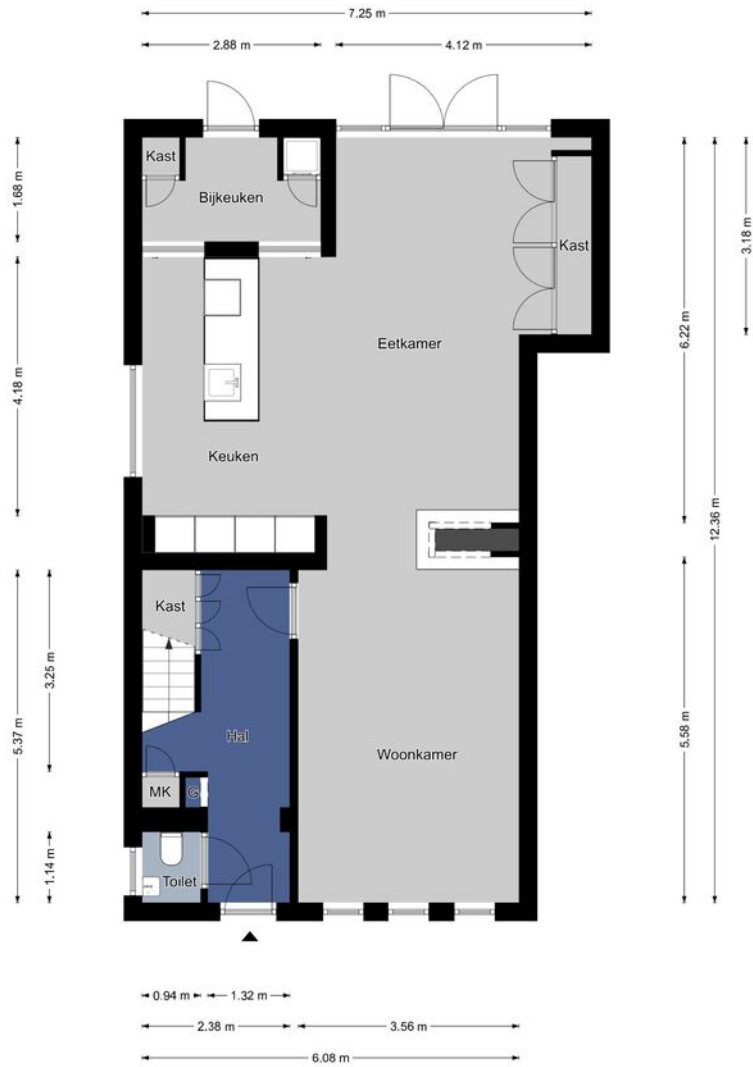 7.25 m
2.88 m
4.12 m
Kast
Bijkeuken
1.68 m
Kast
3.18 m
Eetkamer
6.22 m
4.18 m
Keuken
12.36 m
Kast
3.25 m
5.37 m
Hal
Woonkamer
5.58 m
MK
G
1.14 m
Toilet
0.94 m
1.32 m
2.38 m
3.56 m
6.08 m